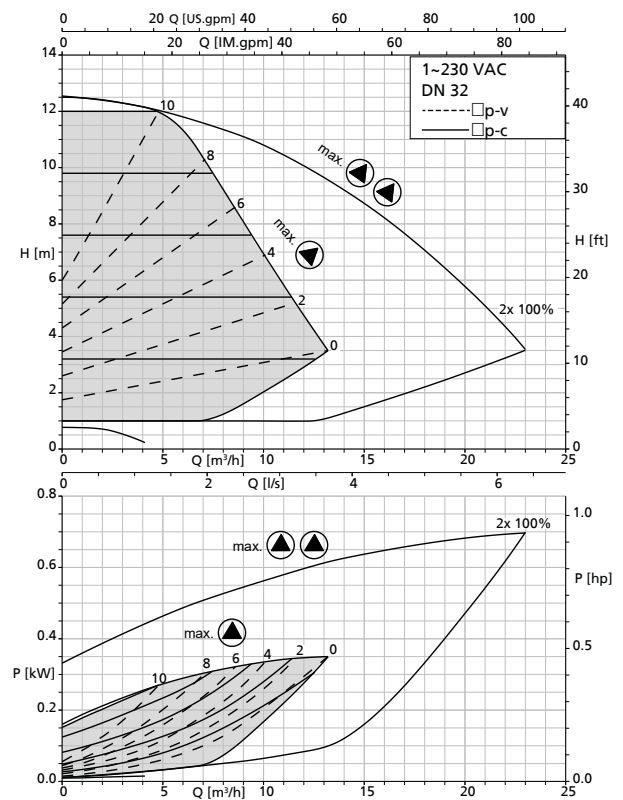 0 20 Q [US.gpm] 40 60 80 100
0 20 Q [IM.gpm] 40 60 80
14 12 10 8 6 4 2 0
H [m]
1~230 VAC
DN 32
□p-v
□p-c
40 30 20 10 0
H [ft]
10 8 6 4 2 0
max.
max.
2x 100%
0 5 10 15 20 25
Q [m³/h]
0 2 Q [l/s] 4 6
0.8 0.6 0.4 0.2 0.0
P [kW]
2x 100%
max.
max.
10 8 6 4 2 0
1.0 0.5 0.0
P [hp]
0 5 10 15 20 25
Q [m³/h]